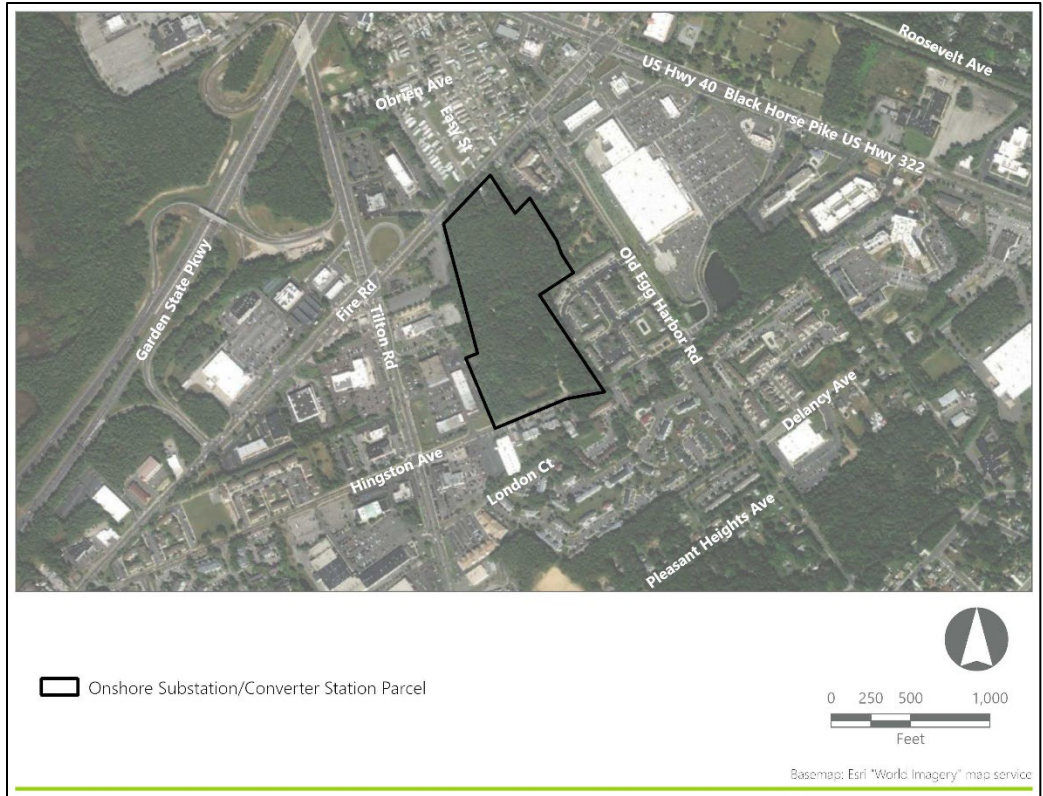 Roosevelt Ave
US Hwy 40 Black Horse Pike US Hwy 322
Obrien Ave
Easy St
Garden State Pkwy
Fire Rd
Tilton Rd
Old Egg Harbor Rd
Delancy Ave
Hingston Ave
London Ct
Pleasant Heights Ave
Onshore Substation/Converter Station Parcel
0 250 500 1,000
Feet
Basemap: Esri "World Imagery" map service